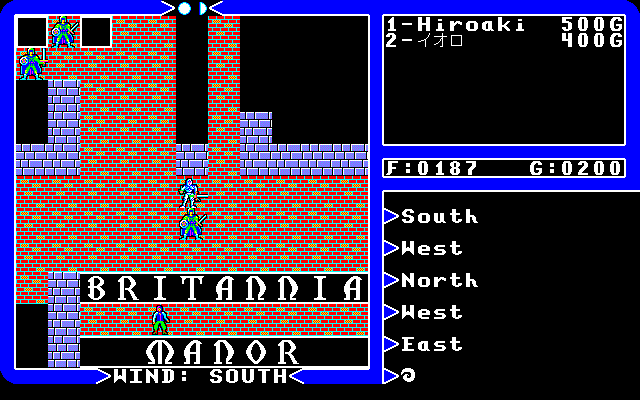 1-Hiroaki 500G
2-イオロ 400G
F:0187 G:0200
South
West
North
West
East
BRITANNIA
MANOR
WIND: SOUTH